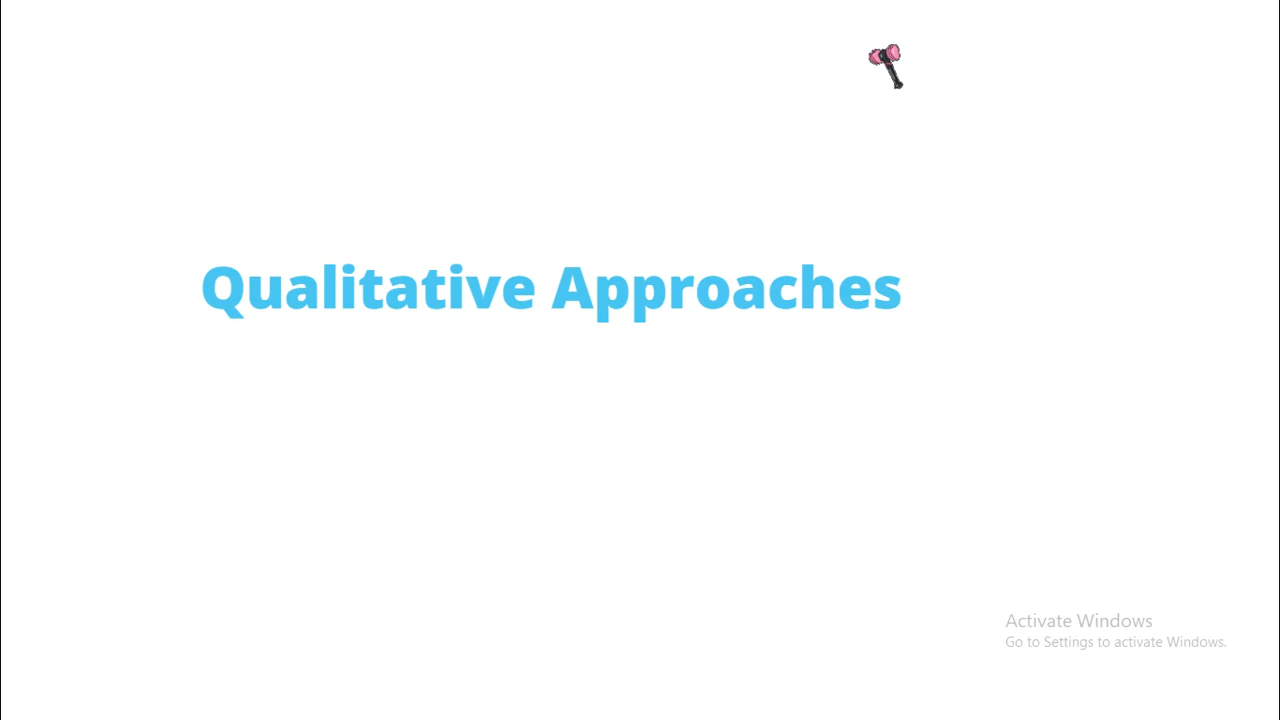 Qualitative Approaches
Activate Windows
Go to Settings to activate Windows.